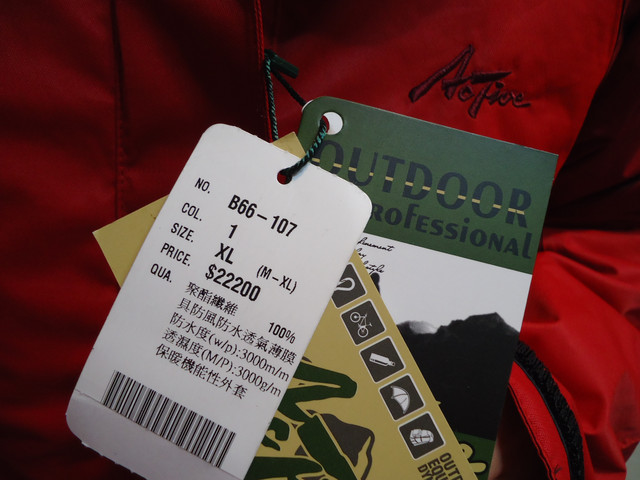 Active
OUTDOOR
Professional
NO. B66-107
COL. 1
SIZE. XL (M-XL)
PRICE. $22200
QUA.
聚酯纖維 100%
具防風防水透氣薄膜
防水度(w/p):3000m/m
透濕度(M/P):3000g/m
保暖機能性外套
OUTD
EQU